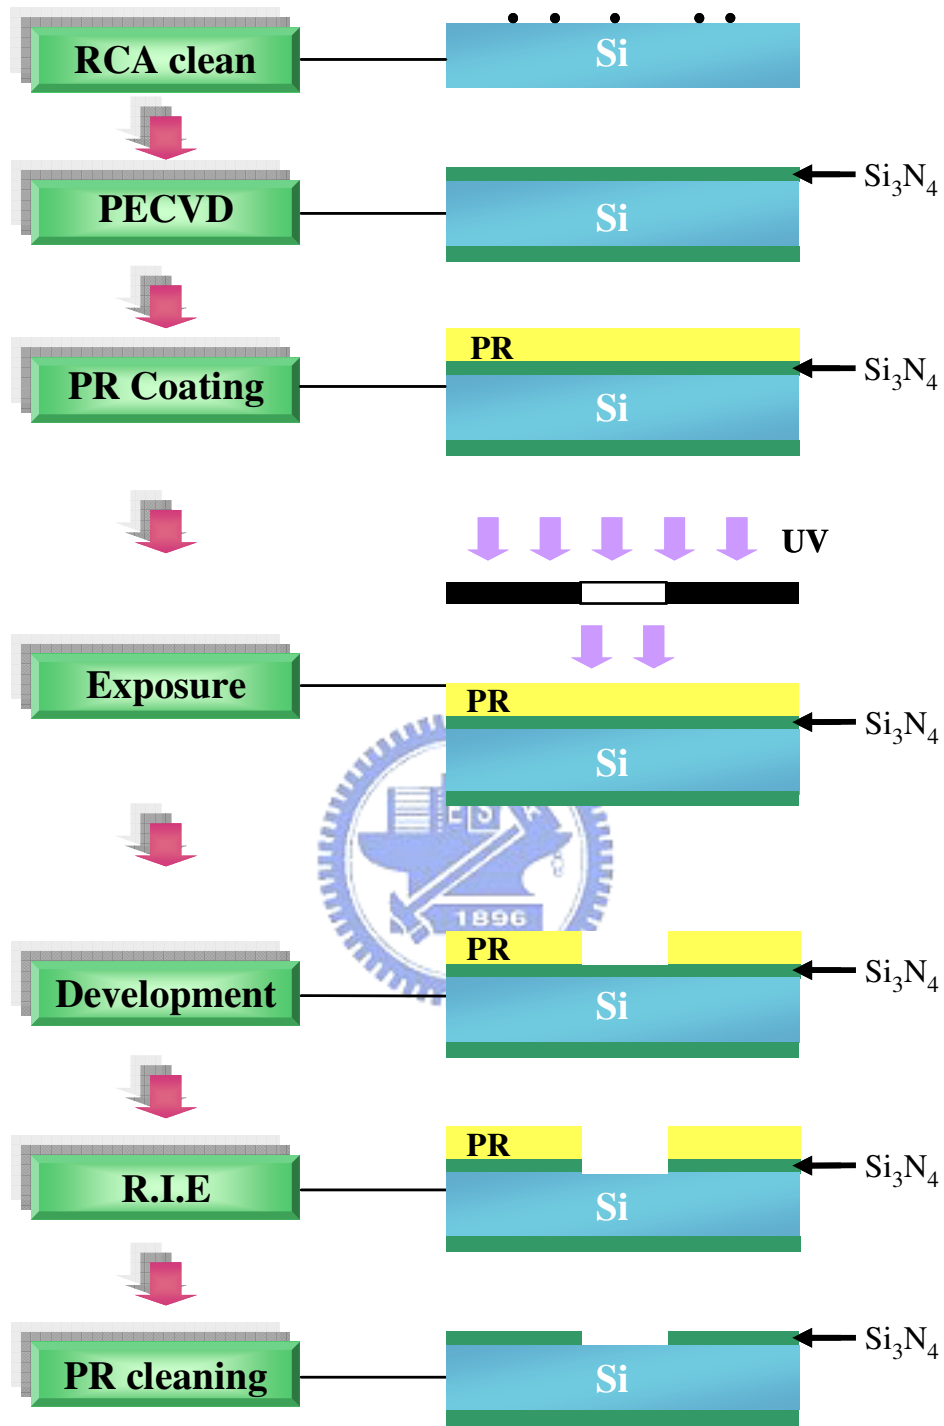 RCA clean
Si
PECVD
Si
Si₃N₄
PR Coating
PR
Si
Si₃N₄
UV
Exposure
PR
Si
Si₃N₄
1896
Development
PR
Si
Si₃N₄
R.I.E
PR
Si
Si₃N₄
PR cleaning
Si
Si₃N₄